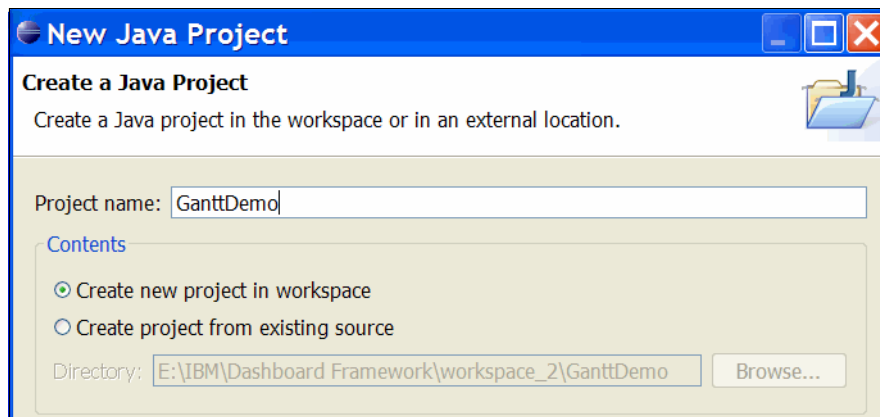 New Java Project
Create a Java Project
Create a Java project in the workspace or in an external location.
Project name: GanttDemo
Contents
Create new project in workspace
Create project from existing source
Directory: E:\IBM\Dashboard Framework\workspace_2\GanttDemo Browse...